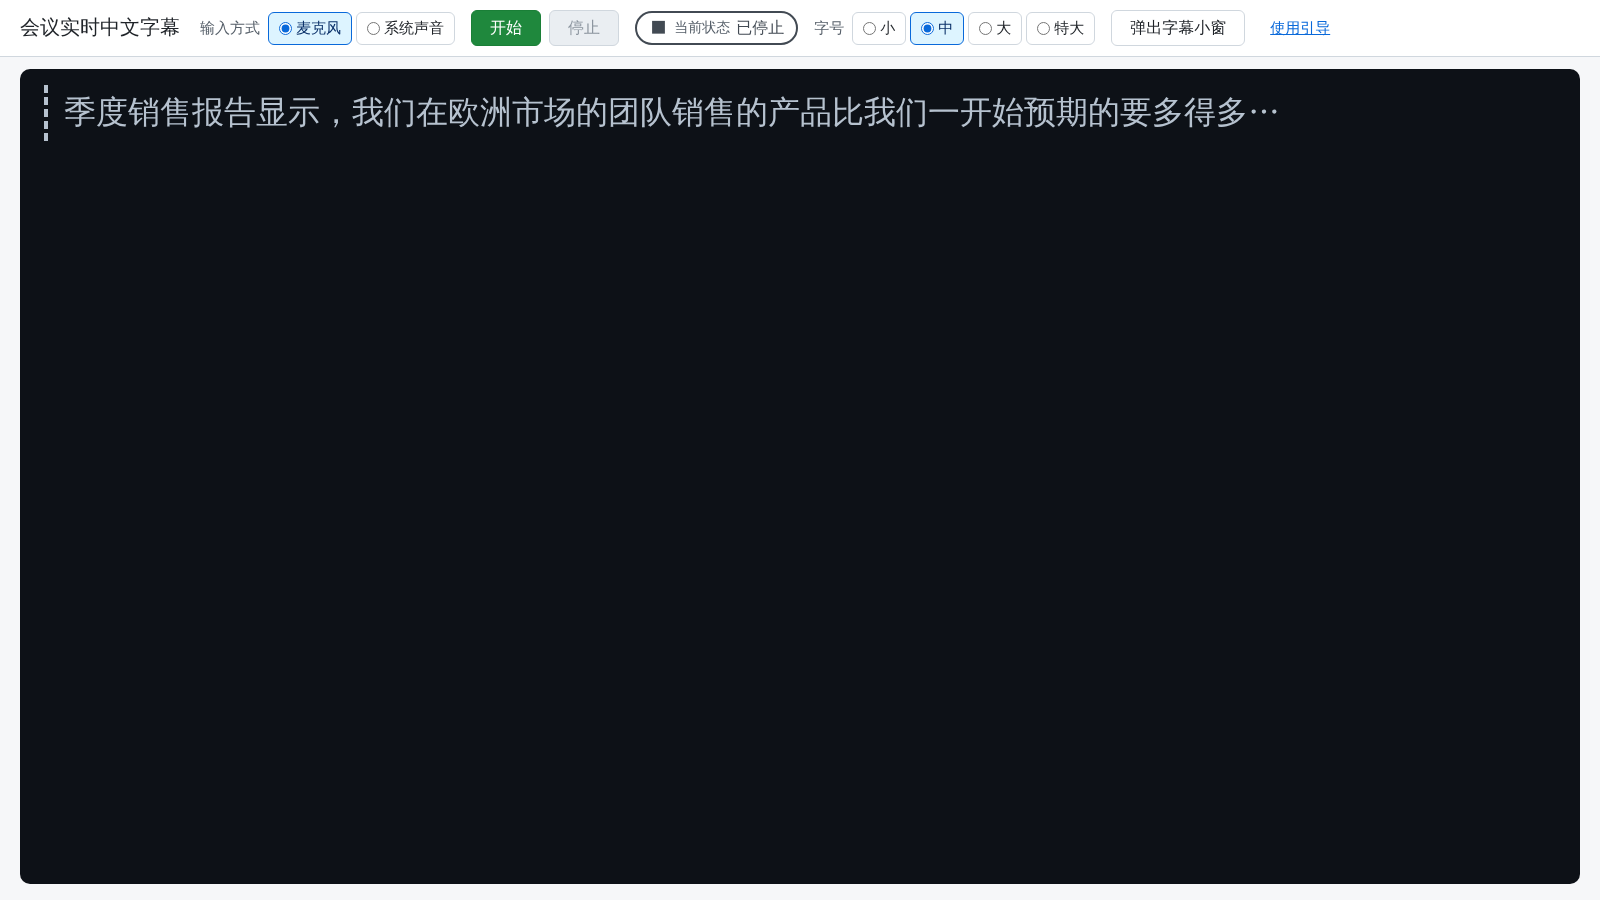 会议实时中文字幕 输入方式 麦克风 系统声音 开始 停止 当前状态 已停止 字号 小 中 大 特大 弹出字幕小窗 使用引导
季度销售报告显示，我们在欧洲市场的团队销售的产品比我们一开始预期的要多得多…